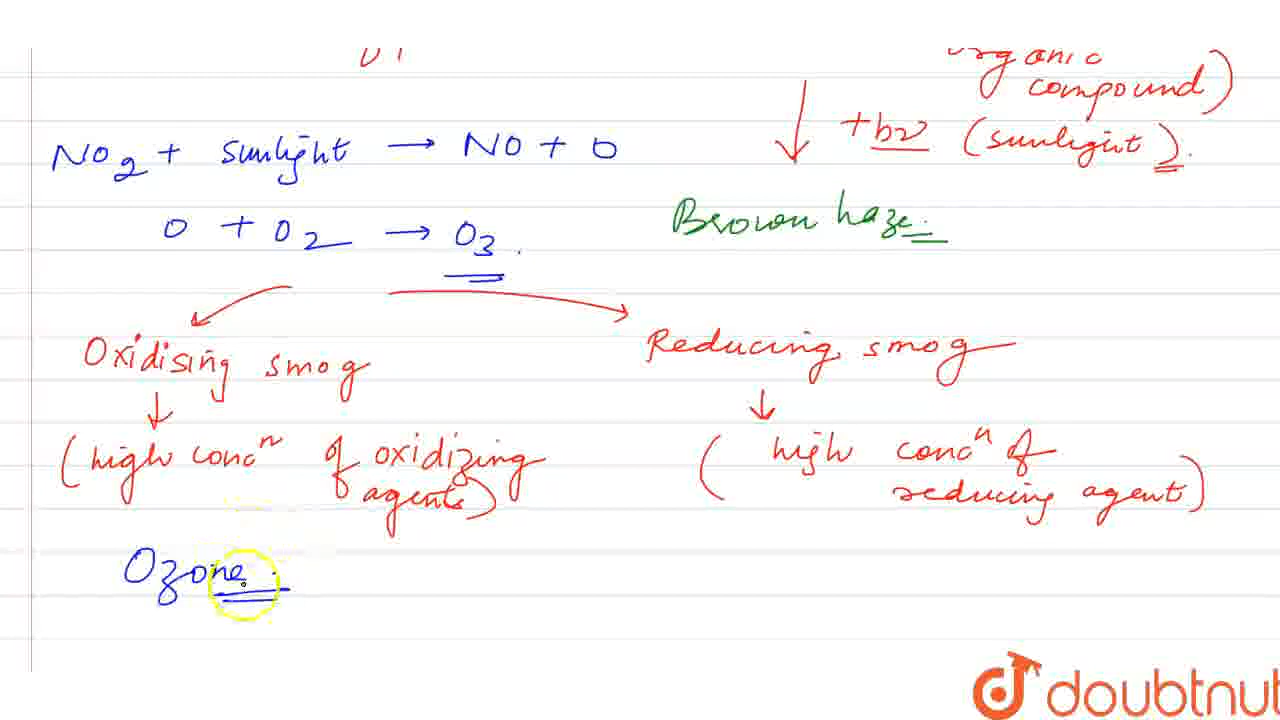 organic
compound)
+hv (sunlight).
NO2 + sunlight → NO + O
Brown haze.
O + O2 → O3.
Oxidising smog
Reducing smog
(high concn of oxidizing
agents)
(high concn of
reducing agent)
Ozone.
doubtnut